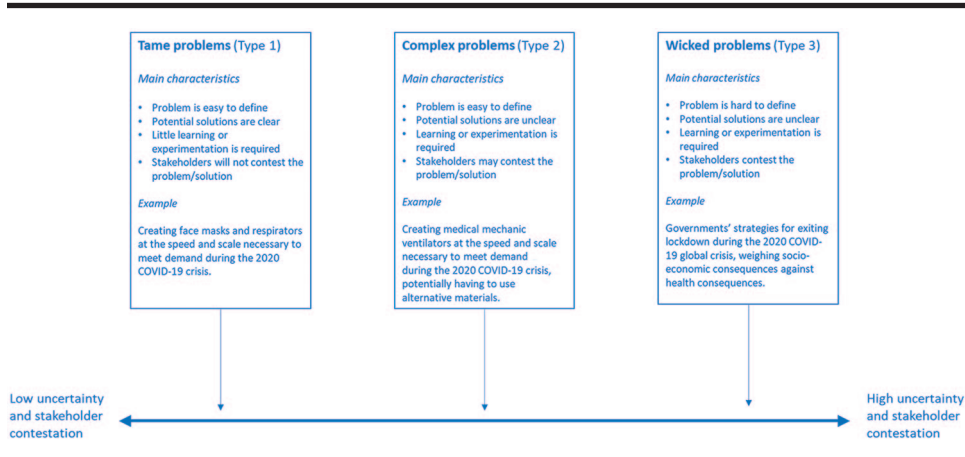 Tame problems (Type 1)
Main characteristics
• Problem is easy to define
• Potential solutions are clear
• Little learning or
experimentation is required
• Stakeholders will not contest the
problem/solution
Example
Creating face masks and respirators
at the speed and scale necessary to
meet demand during the 2020
COVID-19 crisis.
Complex problems (Type 2)
Main characteristics
• Problem is easy to define
• Potential solutions are unclear
• Learning or experimentation is
required
• Stakeholders may contest the
problem/solution
Example
Creating medical mechanic
ventilators at the speed and scale
necessary to meet demand
during the 2020 COVID-19 crisis,
potentially having to use
alternative materials.
Wicked problems (Type 3)
Main characteristics
• Problem is hard to define
• Potential solutions are unclear
• Learning or experimentation is
required
• Stakeholders contest the
problem/solution
Example
Governments' strategies for exiting
lockdown during the 2020 COVID-
19 global crisis, weighing socio-
economic consequences against
health consequences.
Low uncertainty
and stakeholder
contestation
High uncertainty
and stakeholder
contestation